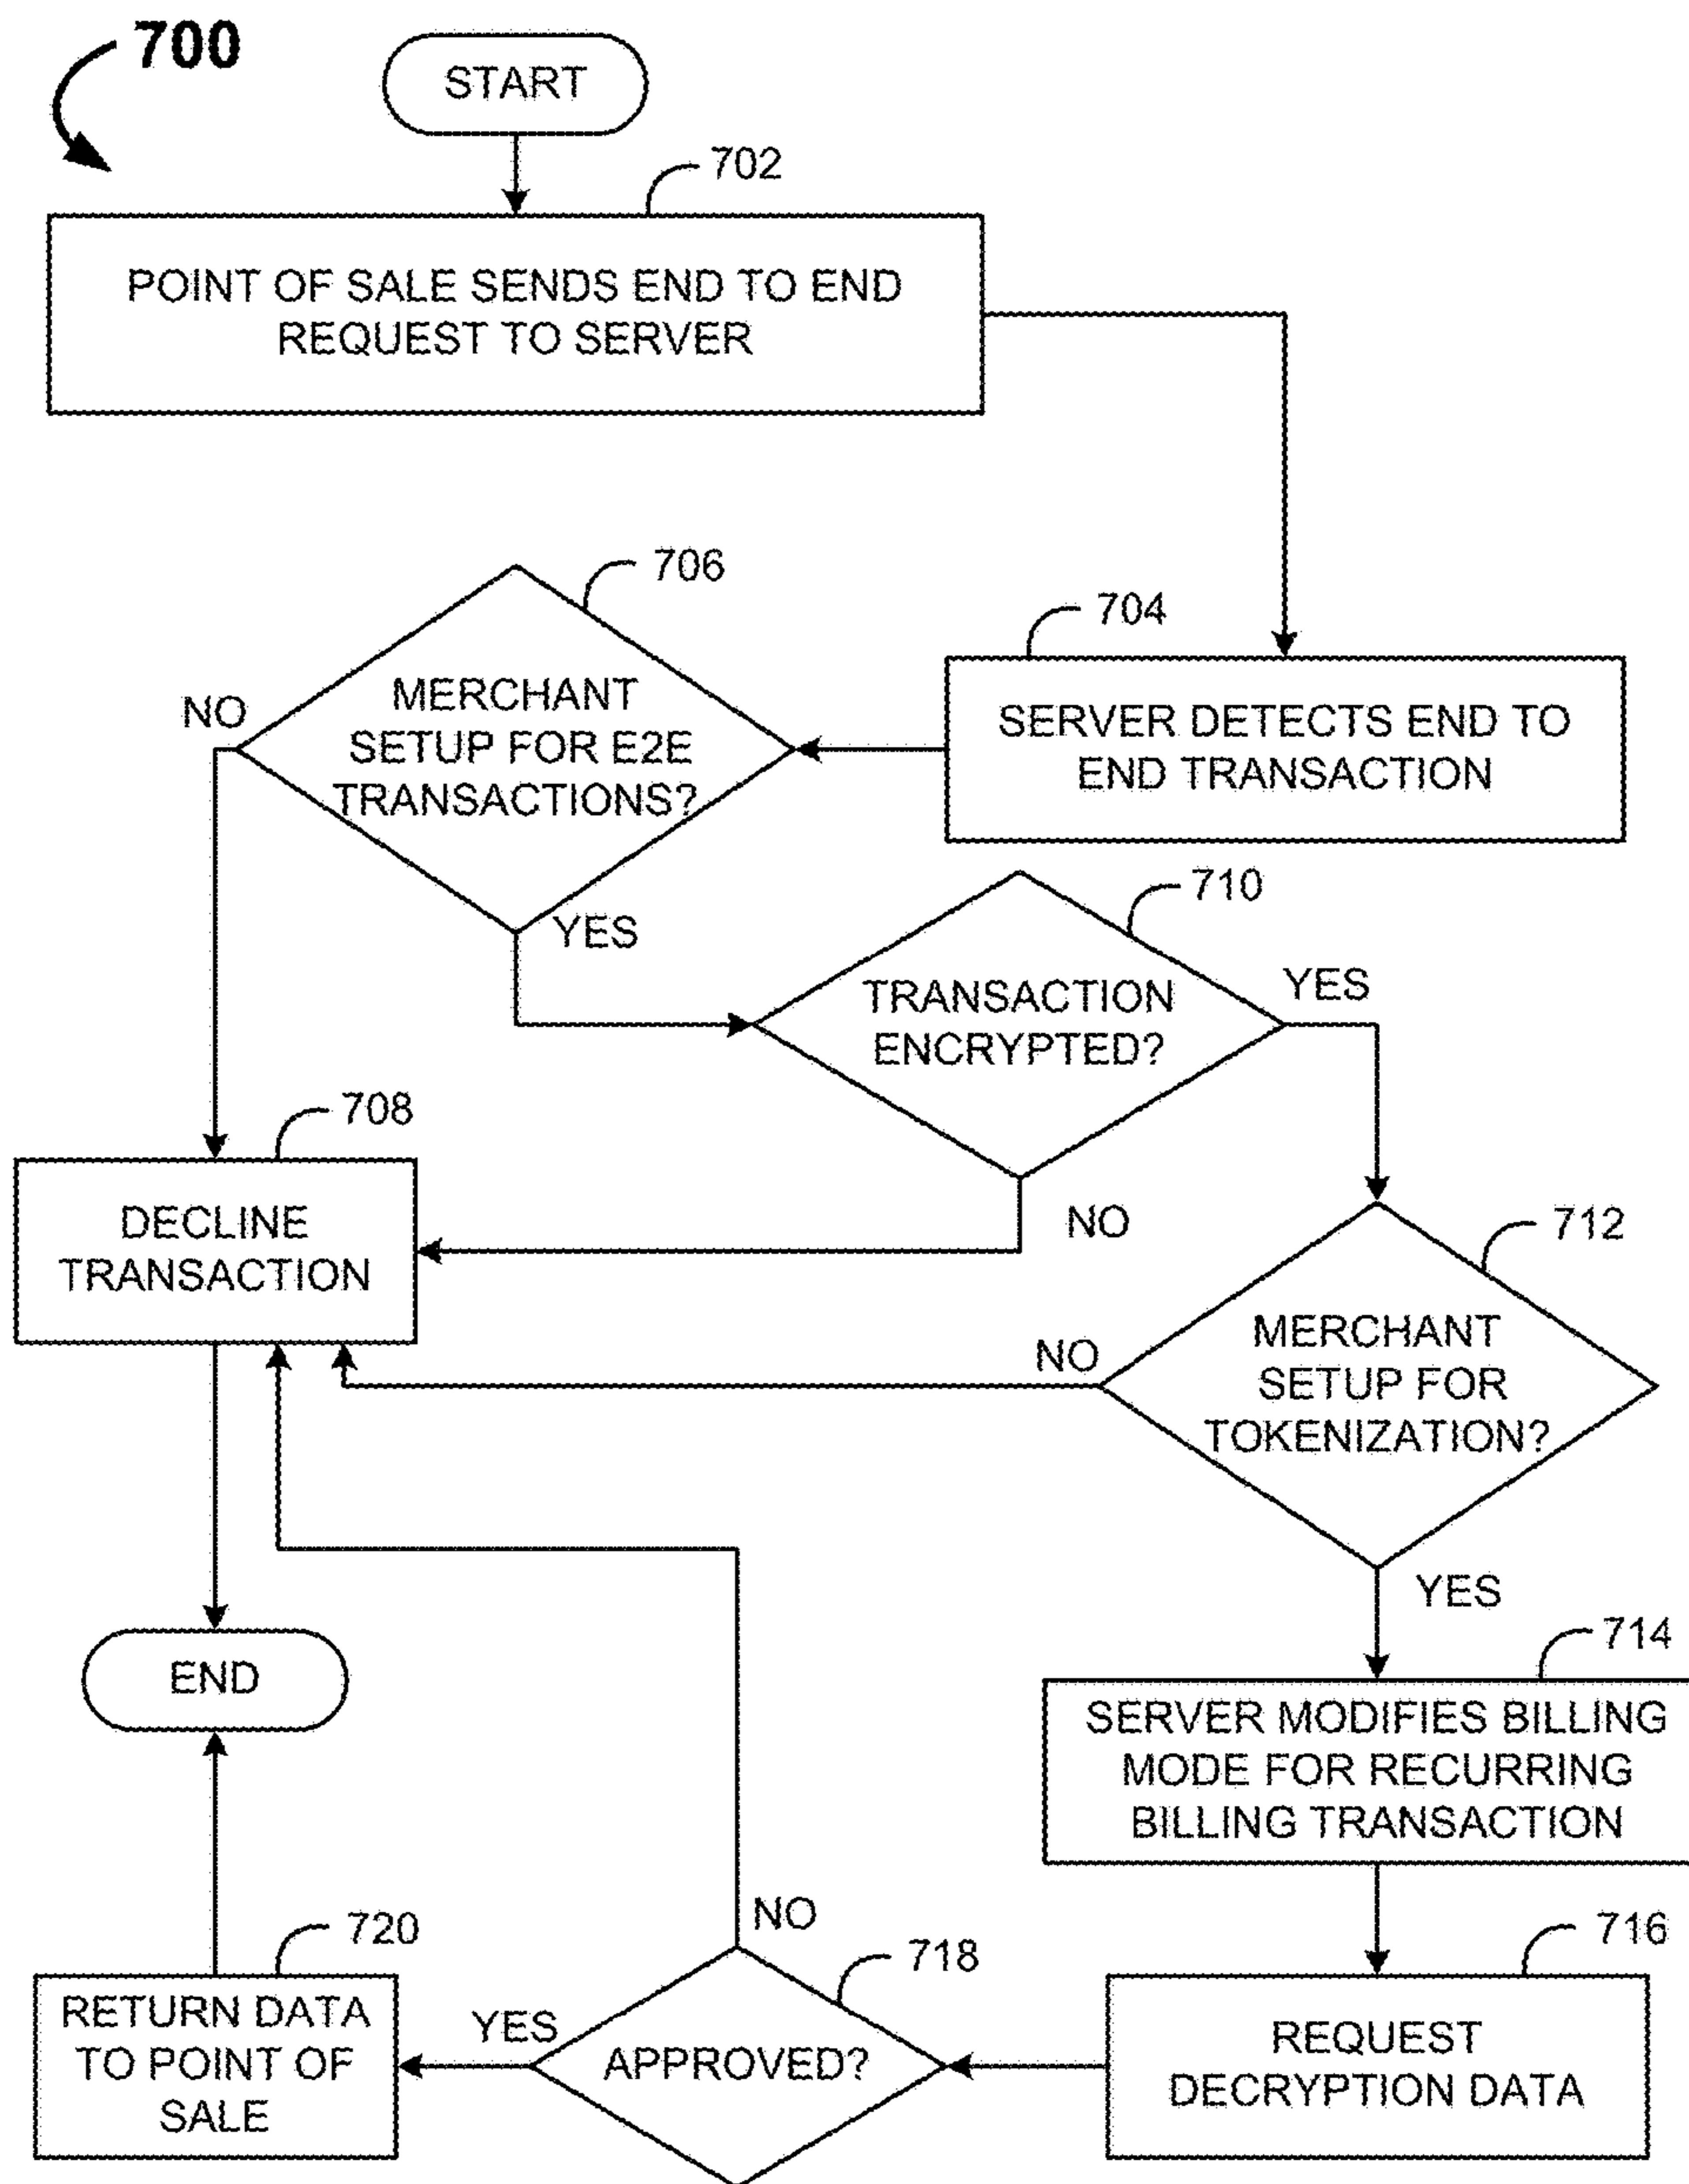 700
START
702
POINT OF SALE SENDS END TO END
REQUEST TO SERVER
706
704
MERCHANT
SETUP FOR E2E
TRANSACTIONS?
NO
SERVER DETECTS END TO
END TRANSACTION
YES
710
TRANSACTION
ENCRYPTED?
YES
708
DECLINE
TRANSACTION
NO
712
MERCHANT
SETUP FOR
TOKENIZATION?
NO
YES
END
714
SERVER MODIFIES BILLING
MODE FOR RECURRING
BILLING TRANSACTION
NO
720
718
716
RETURN DATA
TO POINT OF
SALE
YES
APPROVED?
REQUEST
DECRYPTION DATA